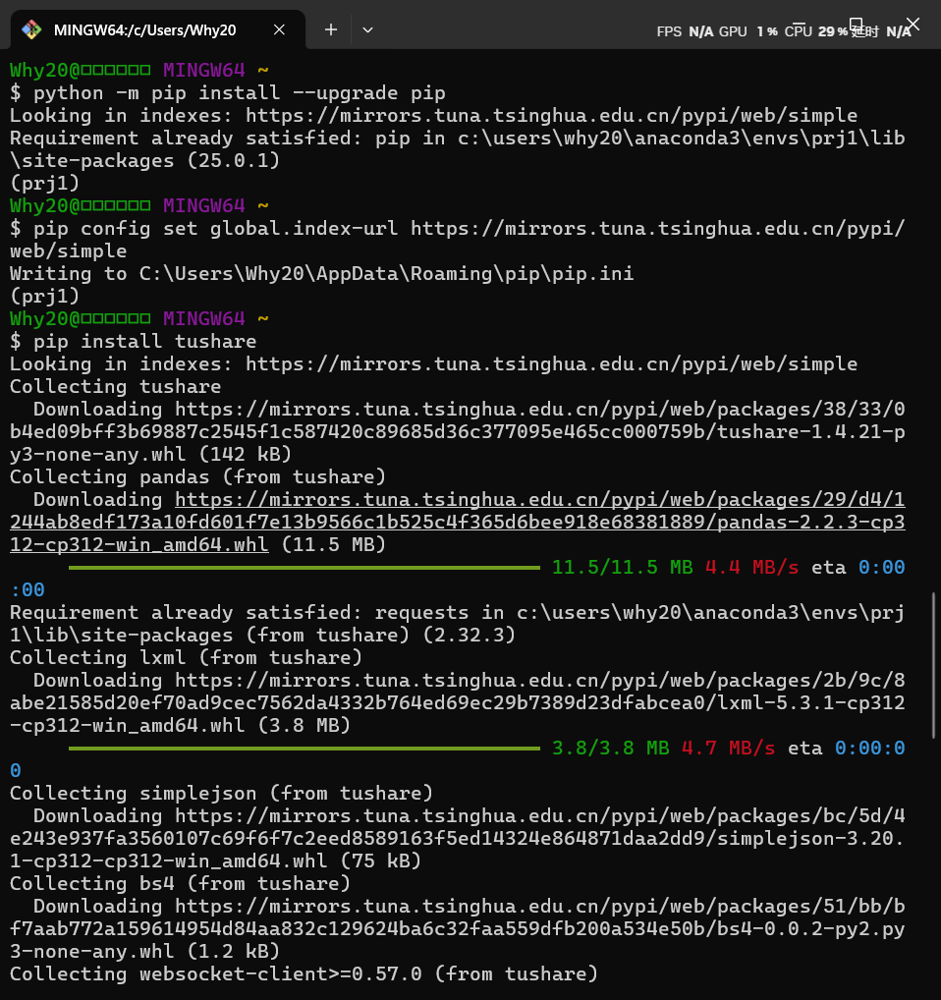 MINGW64:/c/Users/Why20
FPS N/A GPU 1 % CPU 29 % 延时 N/A
Why20@□□□□□□ MINGW64 ~
$ python -m pip install --upgrade pip
Looking in indexes: https://mirrors.tuna.tsinghua.edu.cn/pypi/web/simple
Requirement already satisfied: pip in c:\users\why20\anaconda3\envs\prj1\lib
\site-packages (25.0.1)
(prj1)
Why20@□□□□□□ MINGW64 ~
$ pip config set global.index-url https://mirrors.tuna.tsinghua.edu.cn/pypi/
web/simple
Writing to C:\Users\Why20\AppData\Roaming\pip\pip.ini
(prj1)
Why20@□□□□□□ MINGW64 ~
$ pip install tushare
Looking in indexes: https://mirrors.tuna.tsinghua.edu.cn/pypi/web/simple
Collecting tushare
  Downloading https://mirrors.tuna.tsinghua.edu.cn/pypi/web/packages/38/33/0
b4ed09bff3b69887c2545f1c587420c89685d36c377095e465cc000759b/tushare-1.4.21-p
y3-none-any.whl (142 kB)
Collecting pandas (from tushare)
  Downloading https://mirrors.tuna.tsinghua.edu.cn/pypi/web/packages/29/d4/1
244ab8edf173a10fd601f7e13b9566c1b525c4f365d6bee918e68381889/pandas-2.2.3-cp3
12-cp312-win_amd64.whl (11.5 MB)
11.5/11.5 MB 4.4 MB/s eta 0:00
:00
Requirement already satisfied: requests in c:\users\why20\anaconda3\envs\prj
1\lib\site-packages (from tushare) (2.32.3)
Collecting lxml (from tushare)
  Downloading https://mirrors.tuna.tsinghua.edu.cn/pypi/web/packages/2b/9c/8
abe21585d20ef70ad9cec7562da4332b764ed69ec29b7389d23dfabcea0/lxml-5.3.1-cp312
-cp312-win_amd64.whl (3.8 MB)
3.8/3.8 MB 4.7 MB/s eta 0:00:0
0
Collecting simplejson (from tushare)
  Downloading https://mirrors.tuna.tsinghua.edu.cn/pypi/web/packages/bc/5d/4
e243e937fa3560107c69f6f7c2eed8589163f5ed14324e864871daa2dd9/simplejson-3.20.
1-cp312-cp312-win_amd64.whl (75 kB)
Collecting bs4 (from tushare)
  Downloading https://mirrors.tuna.tsinghua.edu.cn/pypi/web/packages/51/bb/b
f7aab772a159614954d84aa832c129624ba6c32faa559dfb200a534e50b/bs4-0.0.2-py2.py
3-none-any.whl (1.2 kB)
Collecting websocket-client>=0.57.0 (from tushare)